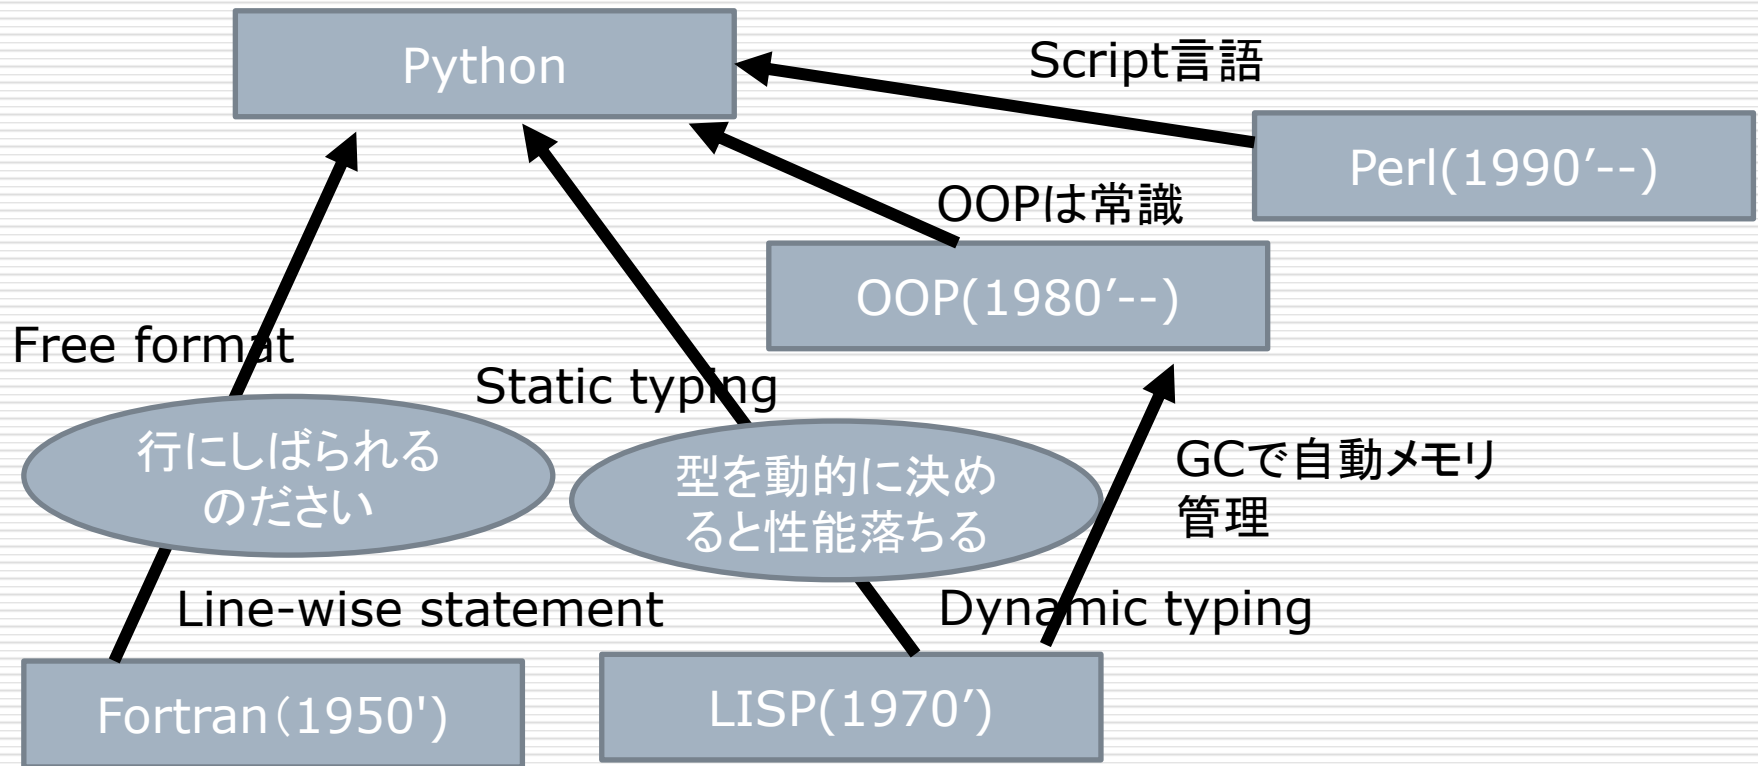 Python
Script言語
Perl(1990’--)
OOPは常識
OOP(1980’--)
Free format
Static typing
行にしばられる
のださい
型を動的に決め
ると性能落ちる
GCで自動メモリ
管理
Line-wise statement
Dynamic typing
Fortran（1950')
LISP(1970’)